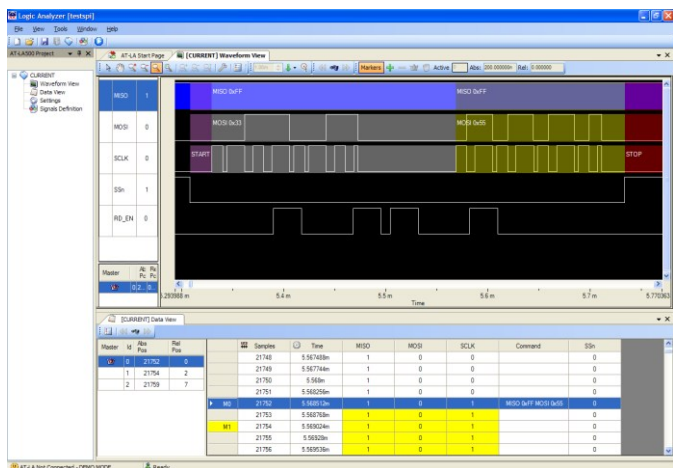 Logic Analyzer [testspi]
File View Tools Window Help
AT-LA500 Project
AT-LA Start Page [CURRENT] Waveform View
Markers Active Abs: 200.000000n Rel: 0.000000
CURRENT
Waveform View
Data View
Settings
Signals Definition
MISO 1 MISO 0xFF MISO 0xFF
MOSI 0 MOSI 0x33 MOSI 0x55
SCLK 0 START STOP
SSn 1
RD_EN 0
Master
5.293988 m 5.4 m 5.5 m 5.6 m 5.7 m 5.770363
Time
[CURRENT] Data View
Master Id Abs Pos Rel Pos
0 21752 0
1 21754 2
2 21759 7
Samples Time MISO MOSI SCLK Command SSn
21748 5.567488m 1 0 0 0
21749 5.567744m 1 0 0 0
21750 5.568m 1 0 0 0
21751 5.568256m 1 0 0 0
M0 21752 5.568512m 1 0 1 MISO 0xFF MOSI 0x55 0
21753 5.568768m 1 0 1 0
M1 21754 5.569024m 1 0 1 0
21755 5.56928m 1 0 1 0
21756 5.569536m 1 0 1 0
AT-LA Not Connected - DEMO MODE Ready